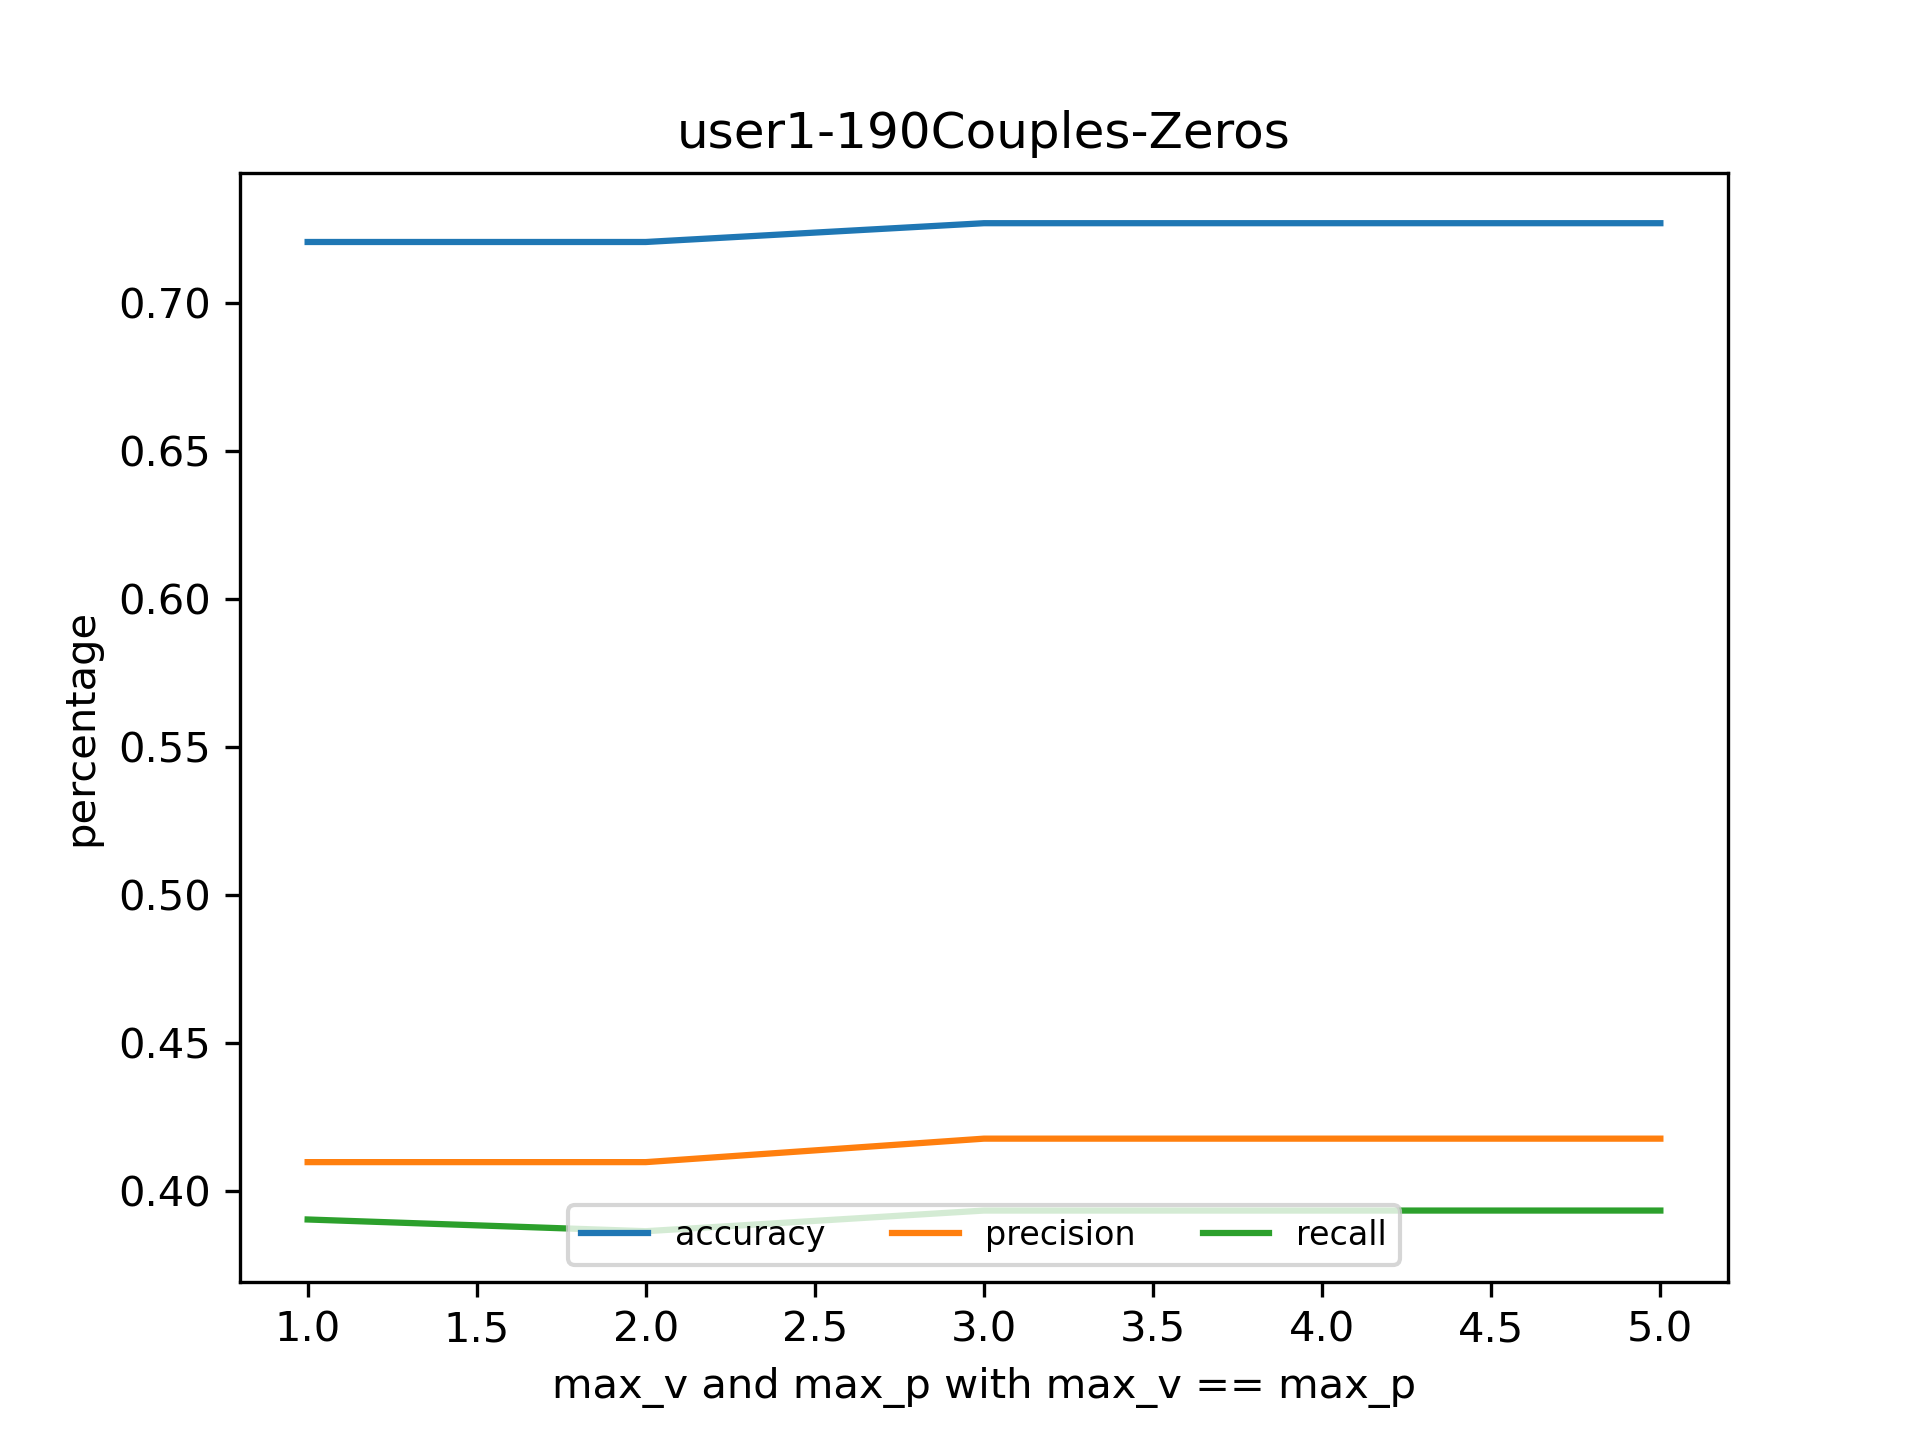 user1-190Couples-Zeros
percentage
0.70
0.65
0.60
0.55
0.50
0.45
0.40
accuracy precision recall
1.0 1.5 2.0 2.5 3.0 3.5 4.0 4.5 5.0
max_v and max_p with max_v == max_p